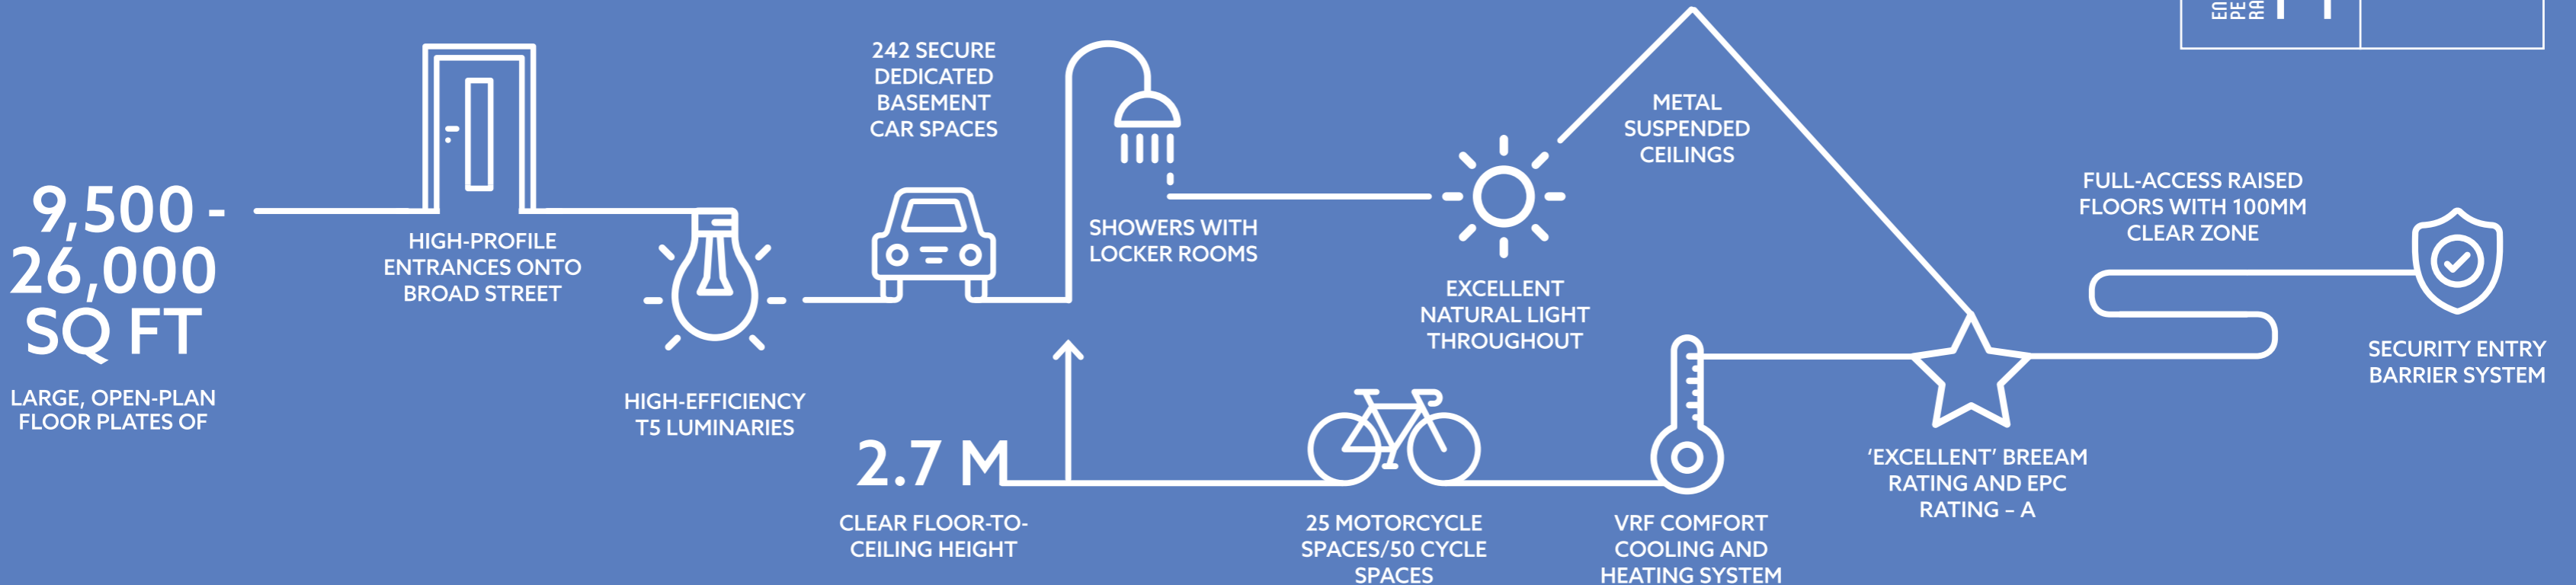 9,500 -
26,000
SQ FT
LARGE, OPEN-PLAN
FLOOR PLATES OF
HIGH-PROFILE
ENTRANCES ONTO
BROAD STREET
HIGH-EFFICIENCY
T5 LUMINARIES
242 SECURE
DEDICATED
BASEMENT
CAR SPACES
SHOWERS WITH
LOCKER ROOMS
2.7 M
CLEAR FLOOR-TO-
CEILING HEIGHT
EXCELLENT
NATURAL LIGHT
THROUGHOUT
METAL
SUSPENDED
CEILINGS
25 MOTORCYCLE
SPACES/50 CYCLE
SPACES
VRF COMFORT
COOLING AND
HEATING SYSTEM
‘EXCELLENT’ BREEAM
RATING AND EPC
RATING – A
FULL-ACCESS RAISED
FLOORS WITH 100MM
CLEAR ZONE
SECURITY ENTRY
BARRIER SYSTEM